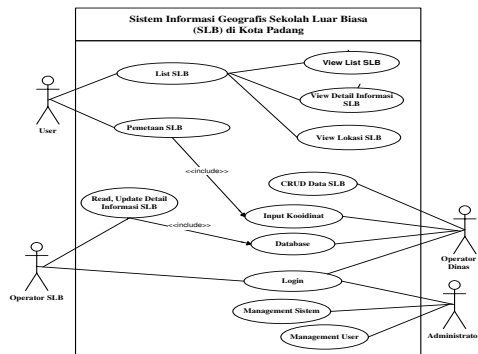 Sistem Informasi Geografis Sekolah Luar Biasa
(SLB) di Kota Padang
View List SLB
List SLB
View Detail Informasi
SLB
User
Pemetaan SLB
View Lokasi SLB
<<include>>
CRUD Data SLB
Read, Update Detail
Informasi SLB
Input Kooidinat
<<include>>
Database
Operator
Dinas
Login
Operator SLB
Management Sistem
Administrato
Management User